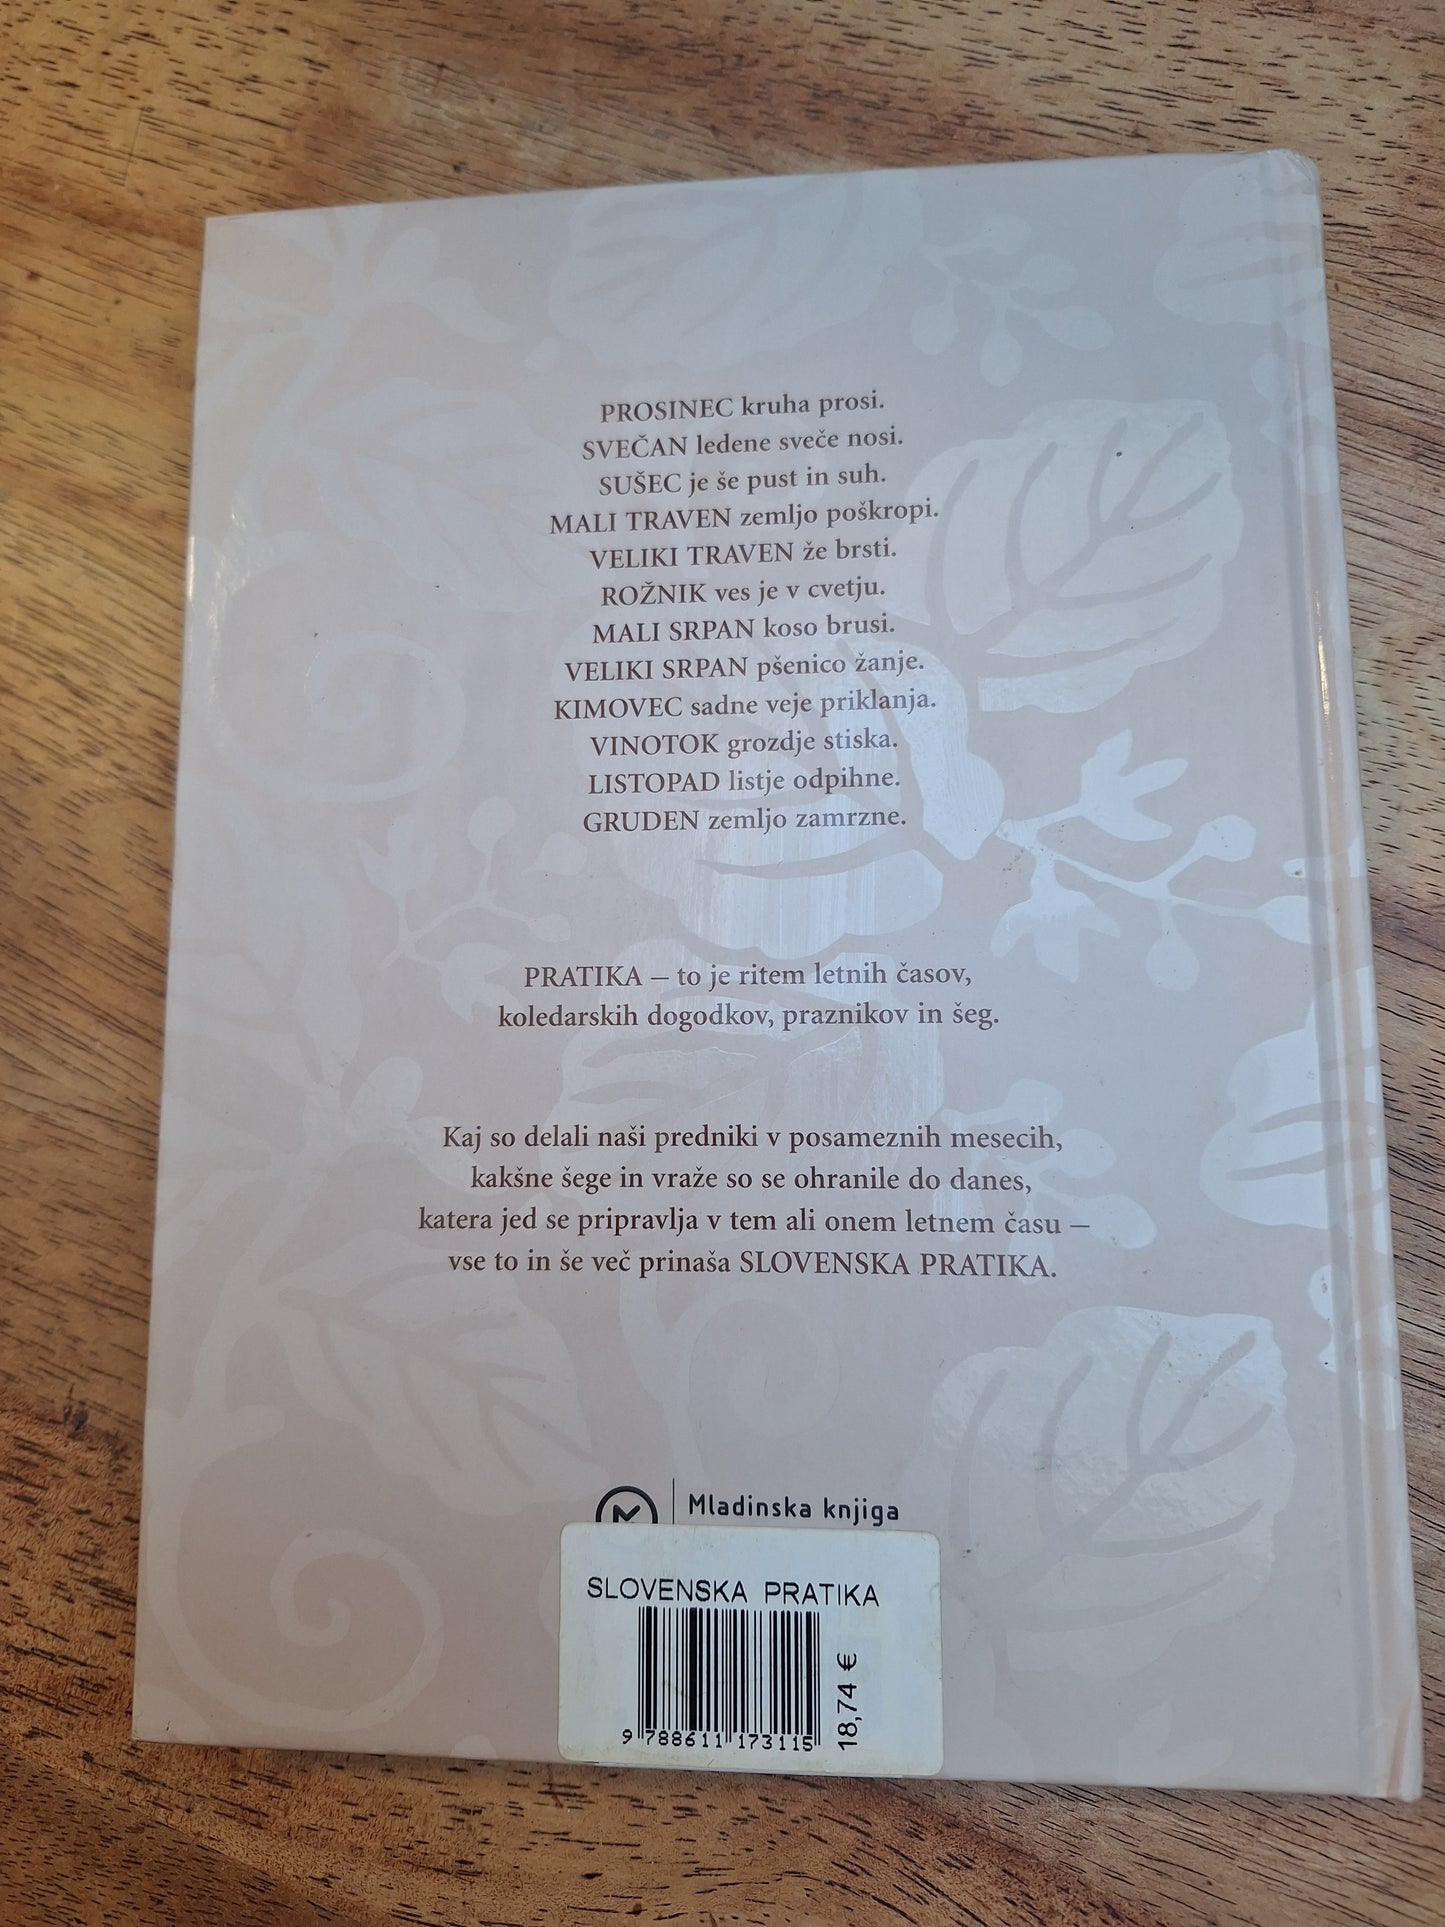 PROSINEC kruha prosi.
SVEČAN ledene sveče nosi.
SUŠEC je še pust in suh.
MALI TRAVEN zemljo poškropi.
VELIKI TRAVEN že brsti.
ROŽNIK ves je v cvetju.
MALI SRPAN koso brusi.
VELIKI SRPAN pšenico žanje.
KIMOVEC sadne veje priklanja.
VINOTOK grozdje stiska.
LISTOPAD listje odpihne.
GRUDEN zemljo zamrzne.
PRATIKA – to je ritem letnih časov,
koledarskih dogodkov, praznikov in šeg.
Kaj so delali naši predniki v posameznih mesecih,
kakšne šege in vraže so se ohranile do danes,
katera jed se pripravlja v tem ali onem letnem času –
vse to in še več prinaša SLOVENSKA PRATIKA.
Mladinska knjiga
SLOVENSKA PRATIKA
18,74 €
9 788611 173115